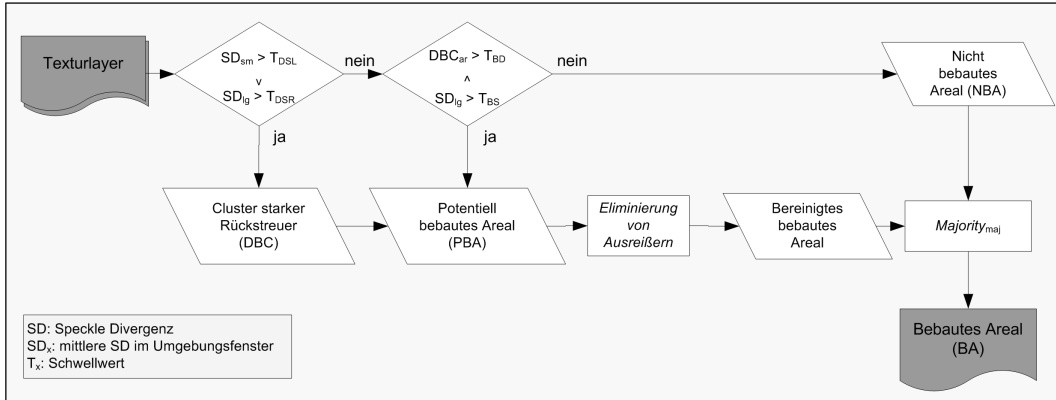 Texturlayer
SDsm > TDSL
v
SDlg > TDSR
nein
DBCar > TBD
^
SDlg > TBS
nein
Nicht
bebautes
Areal (NBA)
ja
ja
Cluster starker
Rückstreuer
(DBC)
Potentiell
bebautes Areal
(PBA)
Eliminierung
von
Ausreißern
Bereinigtes
bebautes
Areal
Majoritymaj
SD: Speckle Divergenz
SDx: mittlere SD im Umgebungsfenster
Tx: Schwellwert
Bebautes Areal
(BA)